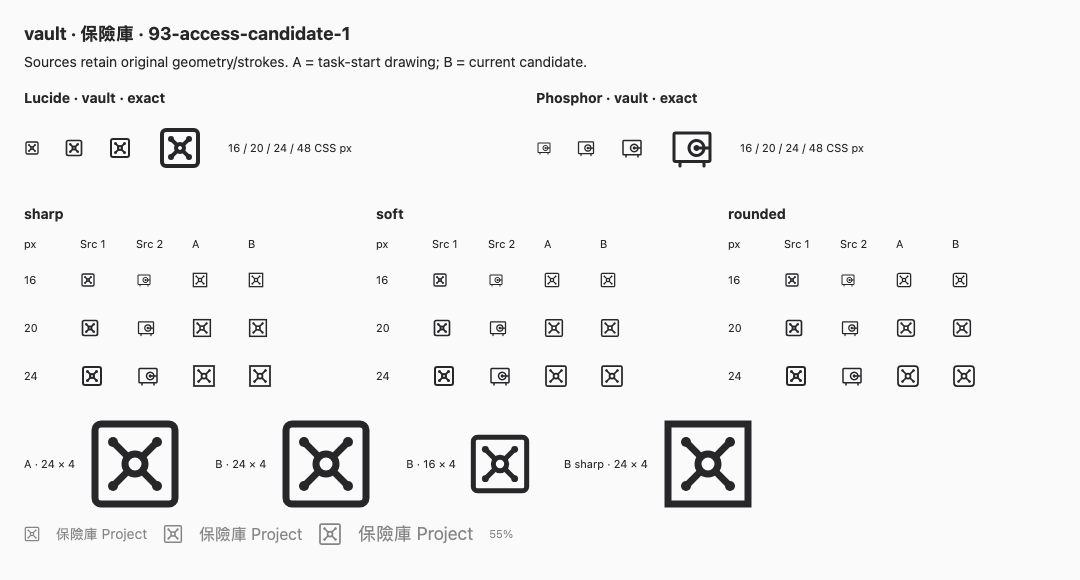 vault · 保險庫 · 93-access-candidate-1
Sources retain original geometry/strokes. A = task-start drawing; B = current candidate.
Lucide · vault · exact
Phosphor · vault · exact
16 / 20 / 24 / 48 CSS px
16 / 20 / 24 / 48 CSS px
sharp
soft
rounded
px Src 1 Src 2 A B
px Src 1 Src 2 A B
px Src 1 Src 2 A B
16
16
16
20
20
20
24
24
24
A · 24 × 4
B · 24 × 4
B · 16 × 4
B sharp · 24 × 4
保險庫 Project
保險庫 Project
保險庫 Project
55%